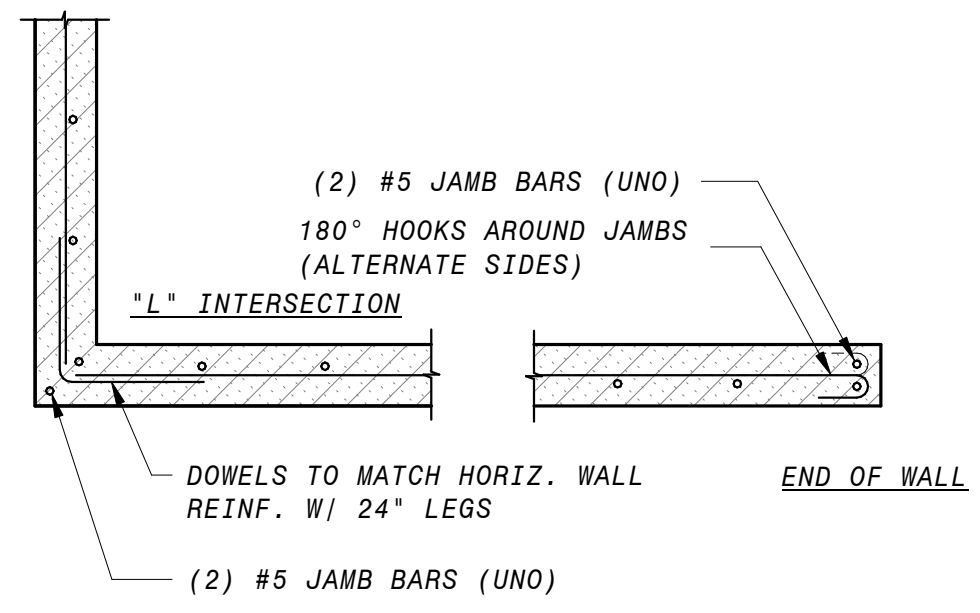 (2) #5 JAMB BARS (UNO)
180° HOOKS AROUND JAMBS
(ALTERNATE SIDES)
"L" INTERSECTION
DOWELS TO MATCH HORIZ. WALL
REINF. W/ 24" LEGS
END OF WALL
(2) #5 JAMB BARS (UNO)